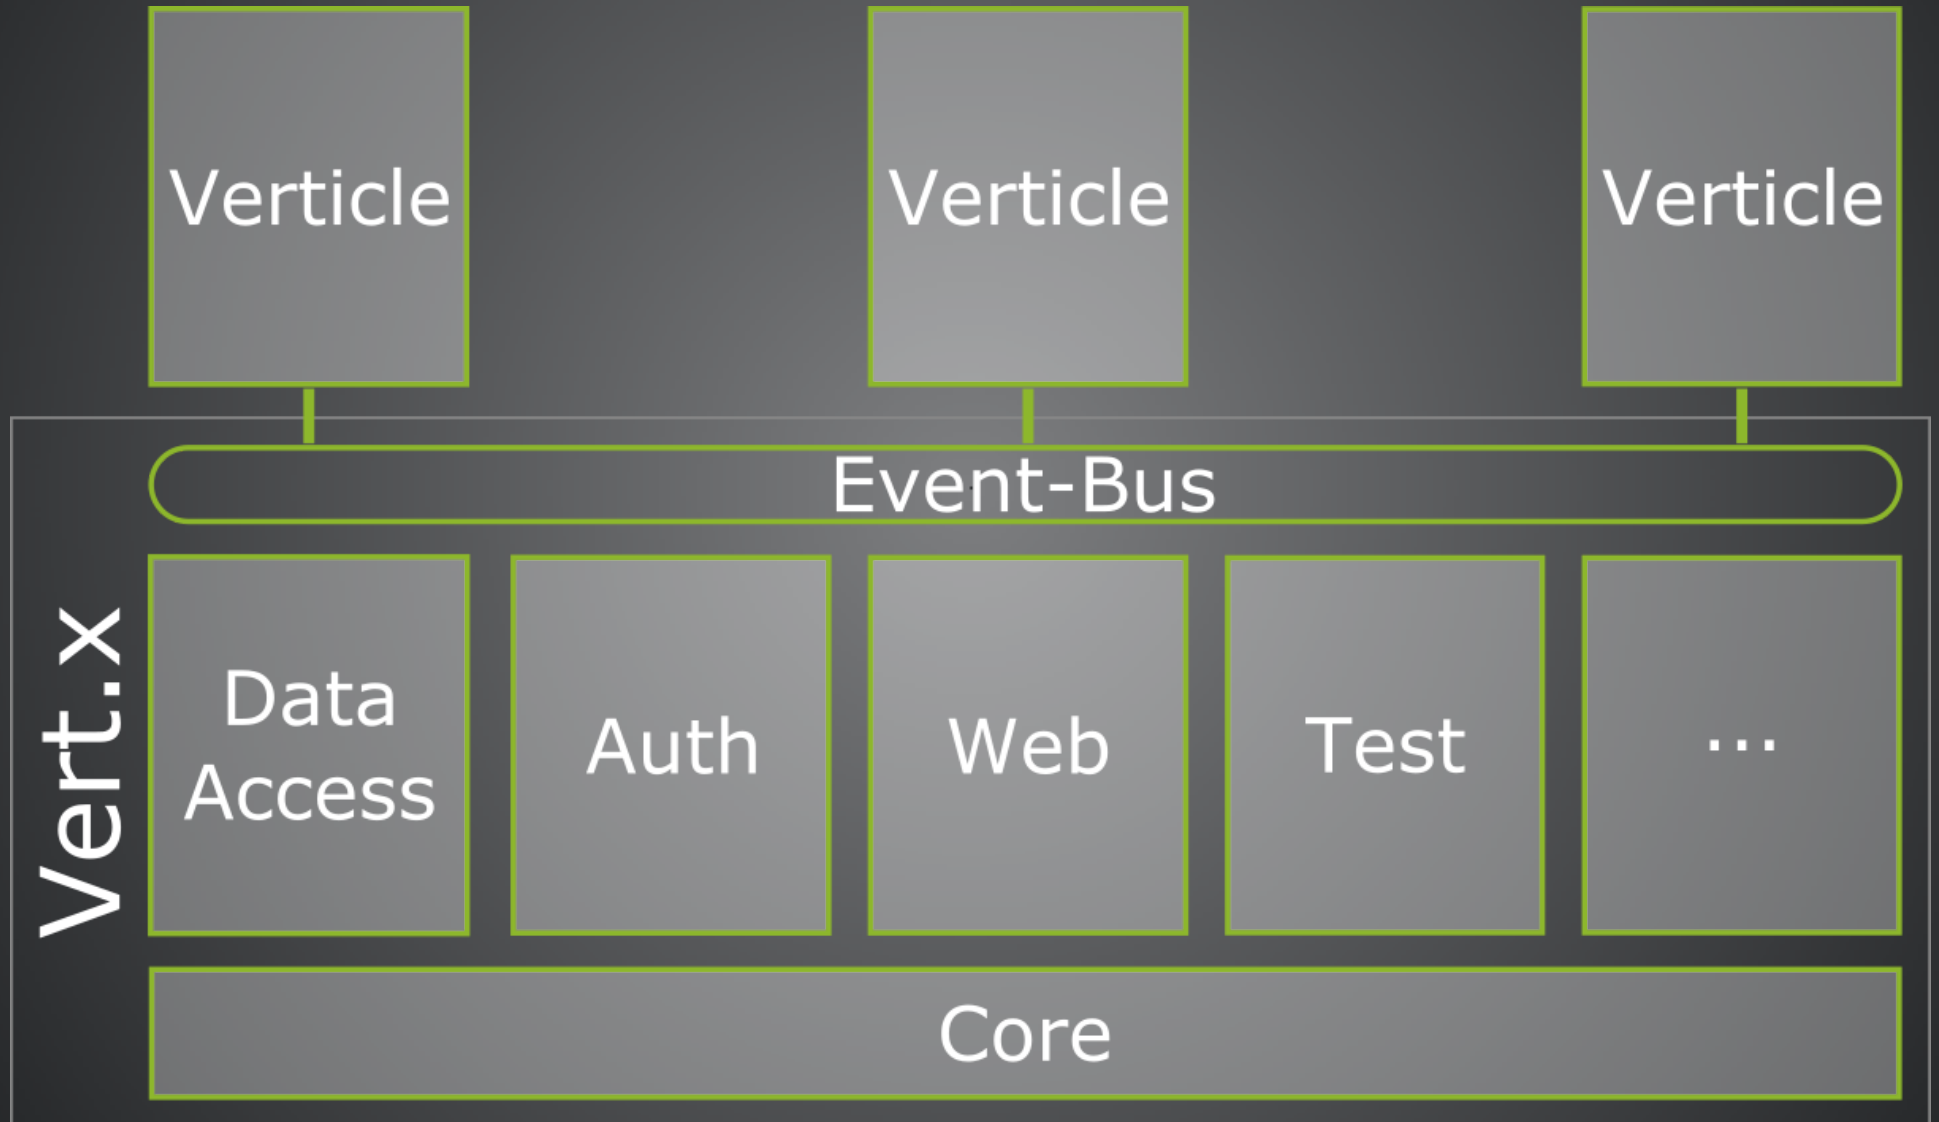 Verticle
Verticle
Verticle
Event-Bus
Vert.x
Data
Access
Auth
Web
Test
...
Core